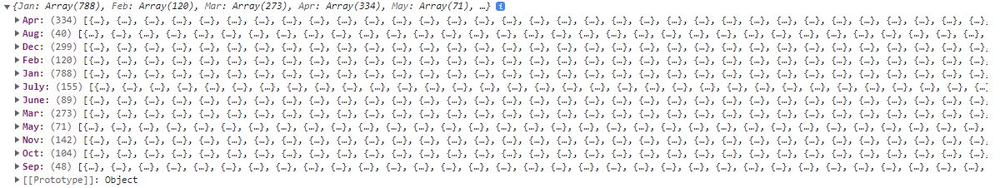 ▼{Jan: Array(788), Feb: Array(120), Mar: Array(273), Apr: Array(334), May: Array(71), …} i
▶Apr: (334) [{…}, {…}, {…}, {…}, {…}, {…}, {…}, {…}, {…}, {…}, {…}, {…}, {…}, {…}, {…}, {…}, {…}, {…}, {…}, {…}, {…}, {…}, {…}, {…}, {…}, {…}, {…}, {…}, {…}, {…}, {…}, {…}, {…},
▶Aug: (40) [{…}, {…}, {…}, {…}, {…}, {…}, {…}, {…}, {…}, {…}, {…}, {…}, {…}, {…}, {…}, {…}, {…}, {…}, {…}, {…}, {…}, {…}, {…}, {…}, {…}, {…}, {…}, {…}, {…}, {…}, {…}, {…}, {…},
▶Dec: (299) [{…}, {…}, {…}, {…}, {…}, {…}, {…}, {…}, {…}, {…}, {…}, {…}, {…}, {…}, {…}, {…}, {…}, {…}, {…}, {…}, {…}, {…}, {…}, {…}, {…}, {…}, {…}, {…}, {…}, {…}, {…}, {…}, {…},
▶Feb: (120) [{…}, {…}, {…}, {…}, {…}, {…}, {…}, {…}, {…}, {…}, {…}, {…}, {…}, {…}, {…}, {…}, {…}, {…}, {…}, {…}, {…}, {…}, {…}, {…}, {…}, {…}, {…}, {…}, {…}, {…}, {…}, {…}, {…},
▶Jan: (788) [{…}, {…}, {…}, {…}, {…}, {…}, {…}, {…}, {…}, {…}, {…}, {…}, {…}, {…}, {…}, {…}, {…}, {…}, {…}, {…}, {…}, {…}, {…}, {…}, {…}, {…}, {…}, {…}, {…}, {…}, {…}, {…}, {…},
▶July: (155) [{…}, {…}, {…}, {…}, {…}, {…}, {…}, {…}, {…}, {…}, {…}, {…}, {…}, {…}, {…}, {…}, {…}, {…}, {…}, {…}, {…}, {…}, {…}, {…}, {…}, {…}, {…}, {…}, {…}, {…}, {…}, {…}, {…
▶June: (89) [{…}, {…}, {…}, {…}, {…}, {…}, {…}, {…}, {…}, {…}, {…}, {…}, {…}, {…}, {…}, {…}, {…}, {…}, {…}, {…}, {…}, {…}, {…}, {…}, {…}, {…}, {…}, {…}, {…}, {…}, {…}, {…}, {…},
▶Mar: (273) [{…}, {…}, {…}, {…}, {…}, {…}, {…}, {…}, {…}, {…}, {…}, {…}, {…}, {…}, {…}, {…}, {…}, {…}, {…}, {…}, {…}, {…}, {…}, {…}, {…}, {…}, {…}, {…}, {…}, {…}, {…}, {…}, {…},
▶May: (71) [{…}, {…}, {…}, {…}, {…}, {…}, {…}, {…}, {…}, {…}, {…}, {…}, {…}, {…}, {…}, {…}, {…}, {…}, {…}, {…}, {…}, {…}, {…}, {…}, {…}, {…}, {…}, {…}, {…}, {…}, {…}, {…}, {…},
▶Nov: (142) [{…}, {…}, {…}, {…}, {…}, {…}, {…}, {…}, {…}, {…}, {…}, {…}, {…}, {…}, {…}, {…}, {…}, {…}, {…}, {…}, {…}, {…}, {…}, {…}, {…}, {…}, {…}, {…}, {…}, {…}, {…}, {…}, {…},
▶Oct: (104) [{…}, {…}, {…}, {…}, {…}, {…}, {…}, {…}, {…}, {…}, {…}, {…}, {…}, {…}, {…}, {…}, {…}, {…}, {…}, {…}, {…}, {…}, {…}, {…}, {…}, {…}, {…}, {…}, {…}, {…}, {…}, {…}, {…},
▶Sep: (48) [{…}, {…}, {…}, {…}, {…}, {…}, {…}, {…}, {…}, {…}, {…}, {…}, {…}, {…}, {…}, {…}, {…}, {…}, {…}, {…}, {…}, {…}, {…}, {…}, {…}, {…}, {…}, {…}, {…}, {…}, {…}, {…}, {…},
▶[[Prototype]]: Object